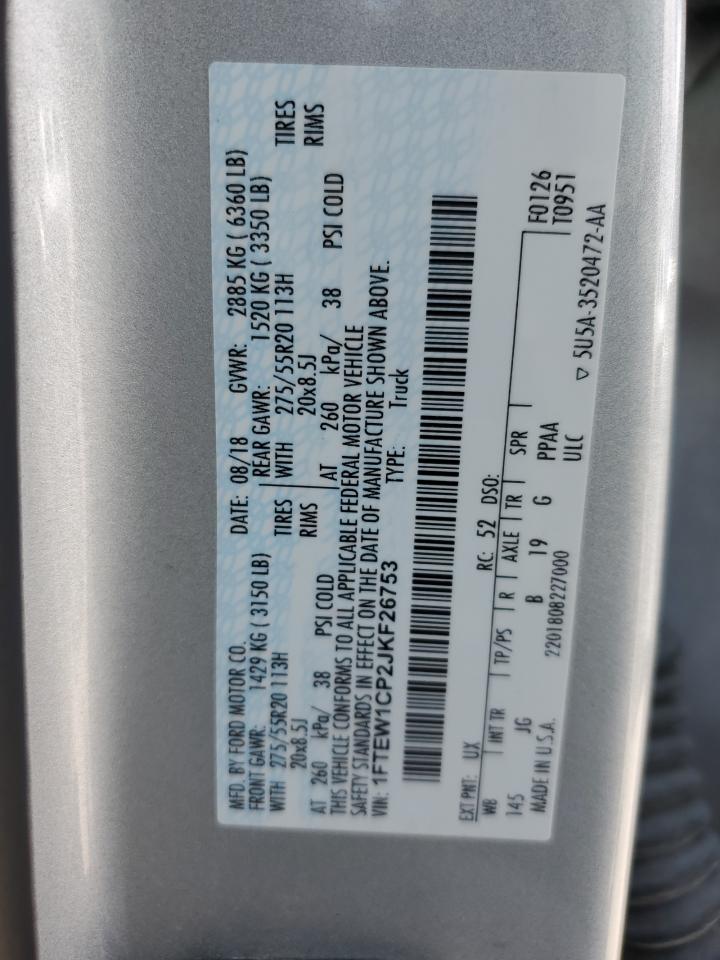 MFD. BY FORD MOTOR CO.
DATE: 08/18 GVWR: 2885 KG ( 6360 LB)
FRONT GAWR: 1429 KG ( 3150 LB) REAR GAWR: 1520 KG ( 3350 LB)
WITH 275/55R20 113H TIRES WITH 275/55R20 113H TIRES
20x8.5J RIMS 20x8.5J RIMS
AT 260 kPa/ 38 PSI COLD AT 260 kPa/ 38 PSI COLD
THIS VEHICLE CONFORMS TO ALL APPLICABLE FEDERAL MOTOR VEHICLE
SAFETY STANDARDS IN EFFECT ON THE DATE OF MANUFACTURE SHOWN ABOVE.
VIN: 1FTEW1CP2JKF26753 TYPE: Truck
EXT PNT: UX RC: 52 DSO: F0126
WB INT TR TP/PS R AXLE TR SPR T0951
145 JG B 19 G PPAA
MADE IN U.S.A. 2201808227000 ULC
▽ 5U5A-3520472-AA